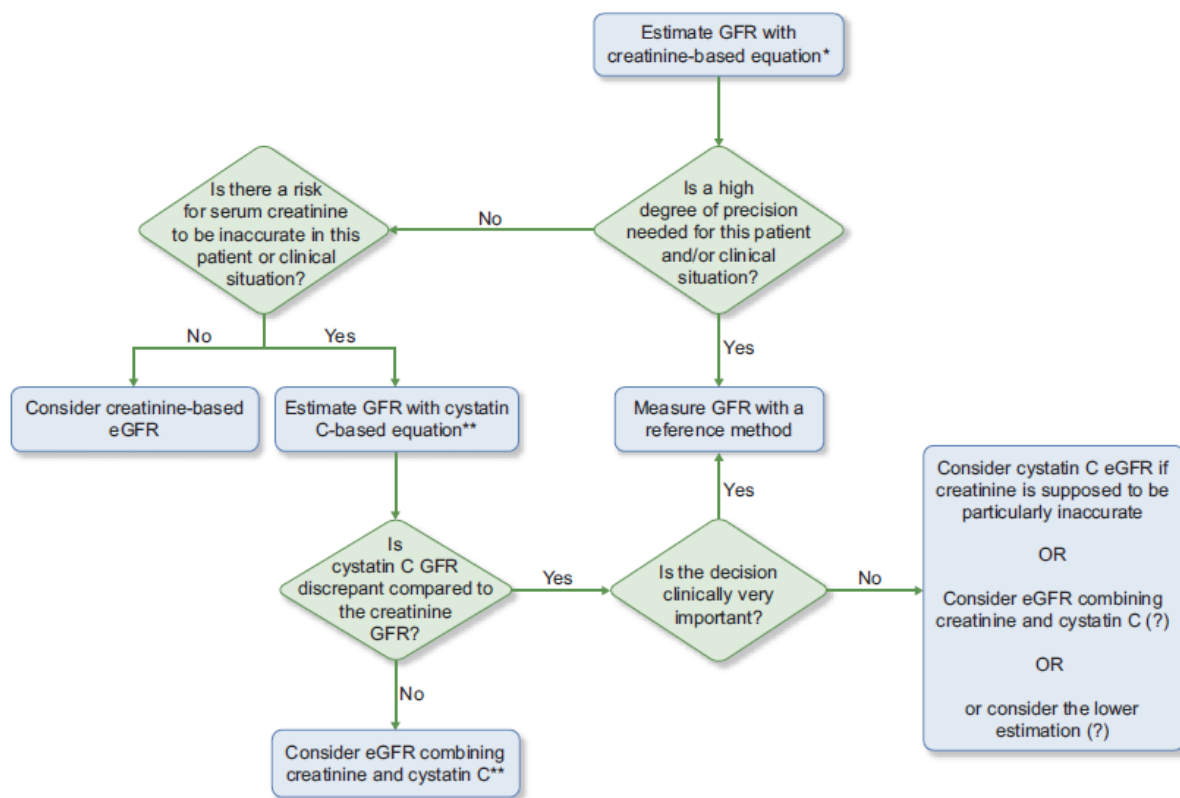 Estimate GFR with
creatinine-based equation*
Is there a risk
for serum creatinine
to be inaccurate in this
patient or clinical
situation?
No
Is a high
degree of precision
needed for this patient
and/or clinical
situation?
No
Yes
Yes
Consider creatinine-based
eGFR
Estimate GFR with cystatin
C-based equation**
Measure GFR with a
reference method
Yes
Is
cystatin C GFR
discrepant compared to
the creatinine
GFR?
Yes
Is the decision
clinically very
important?
No
Consider cystatin C eGFR if
creatinine is supposed to be
particularly inaccurate
OR
Consider eGFR combining
creatinine and cystatin C (?)
OR
or consider the lower
estimation (?)
No
Consider eGFR combining
creatinine and cystatin C**